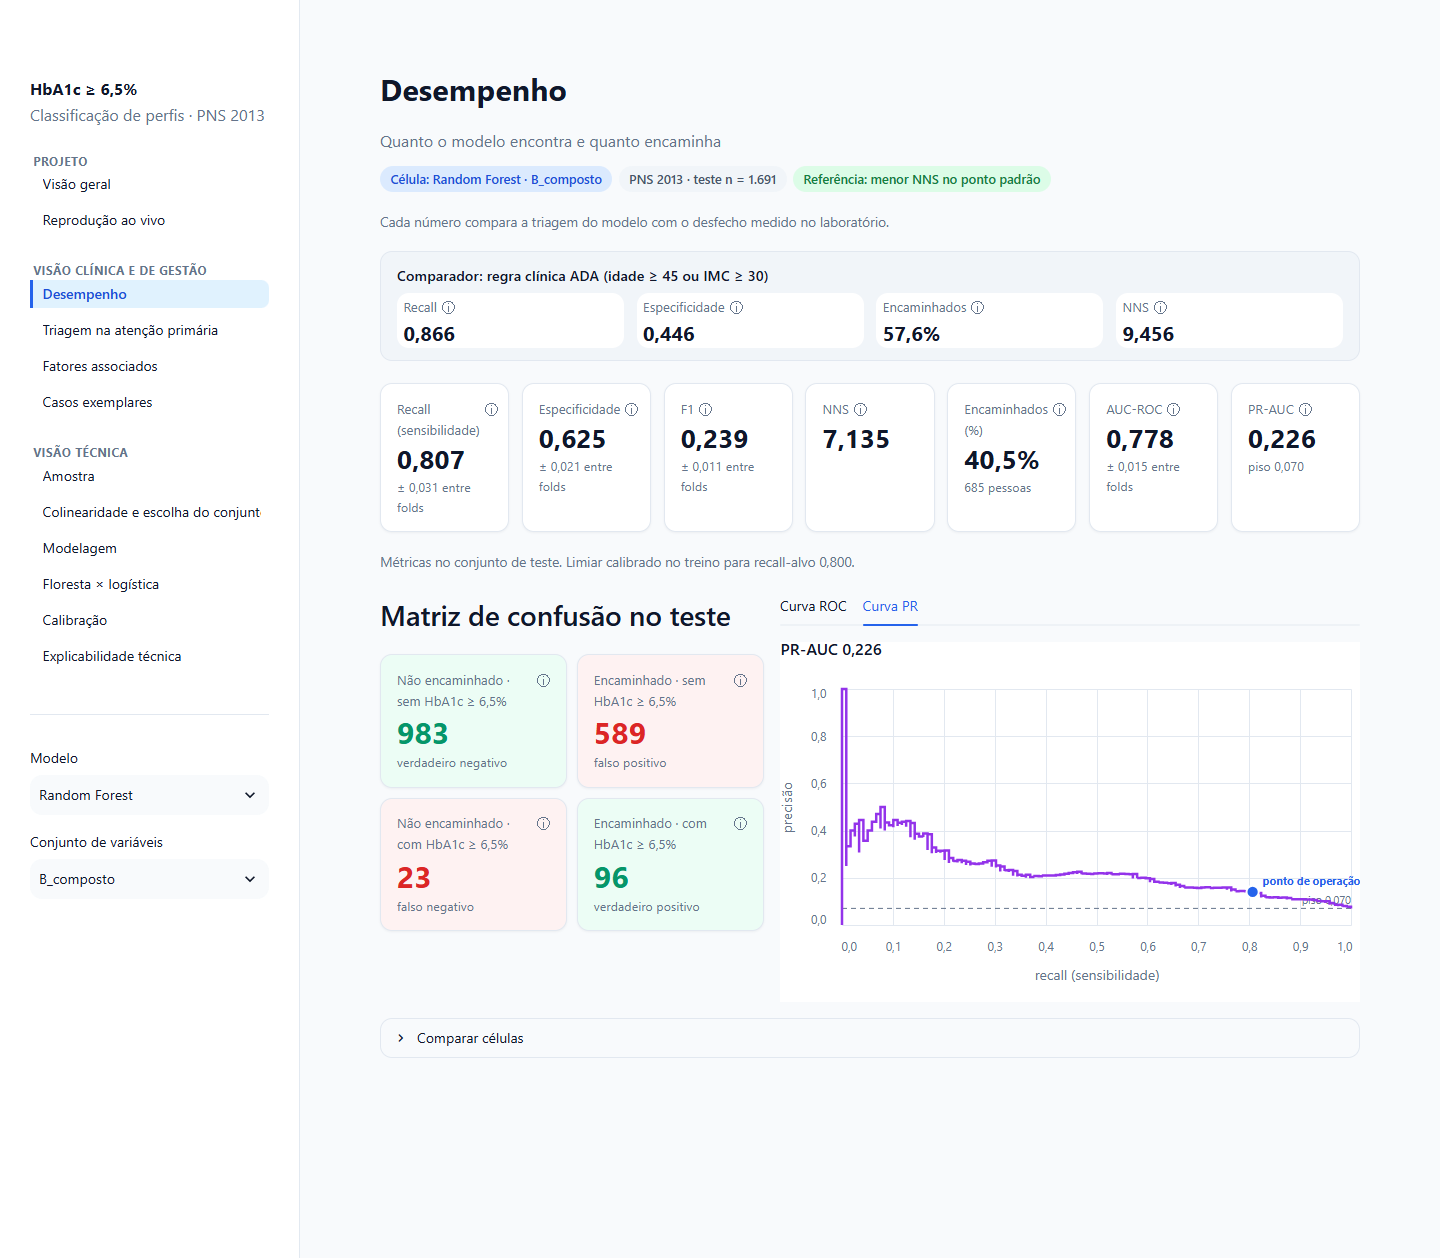 HbA1c ≥ 6,5%
Classificação de perfis · PNS 2013
PROJETO
Visão geral
Reprodução ao vivo
VISÃO CLÍNICA E DE GESTÃO
Desempenho
Triagem na atenção primária
Fatores associados
Casos exemplares
VISÃO TÉCNICA
Amostra
Colinearidade e escolha do conjunt
Modelagem
Floresta × logística
Calibração
Explicabilidade técnica
Modelo
Random Forest
Conjunto de variáveis
B_composto
Desempenho
Quanto o modelo encontra e quanto encaminha
Célula: Random Forest · B_composto
PNS 2013 · teste n = 1.691
Referência: menor NNS no ponto padrão
Cada número compara a triagem do modelo com o desfecho medido no laboratório.
Comparador: regra clínica ADA (idade ≥ 45 ou IMC ≥ 30)
Recall
0,866
Especificidade
0,446
Encaminhados
57,6%
NNS
9,456
Recall
(sensibilidade)
0,807
± 0,031 entre
folds
Especificidade
0,625
± 0,021 entre
folds
F1
0,239
± 0,011 entre
folds
NNS
7,135
Encaminhados
(%)
40,5%
685 pessoas
AUC-ROC
0,778
± 0,015 entre
folds
PR-AUC
0,226
piso 0,070
Métricas no conjunto de teste. Limiar calibrado no treino para recall-alvo 0,800.
Matriz de confusão no teste
Não encaminhado ·
sem HbA1c ≥ 6,5%
983
verdadeiro negativo
Encaminhado · sem
HbA1c ≥ 6,5%
589
falso positivo
Não encaminhado ·
com HbA1c ≥ 6,5%
23
falso negativo
Encaminhado · com
HbA1c ≥ 6,5%
96
verdadeiro positivo
Curva ROC
Curva PR
PR-AUC 0,226
precisão
1,0
0,8
0,6
0,4
0,2
0,0
ponto de operação
piso 0,070
0,0 0,1 0,2 0,3 0,4 0,5 0,6 0,7 0,8 0,9 1,0
recall (sensibilidade)
Comparar células